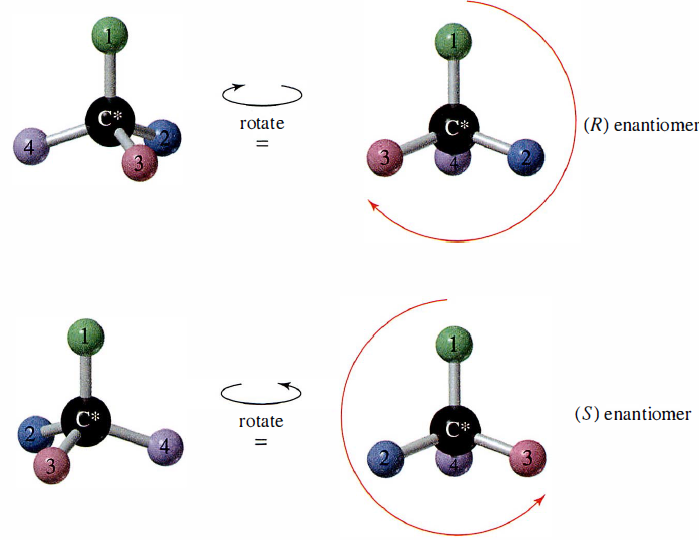 1
C*
4
2
3
rotate
=
1
C*
3
4
2
(R) enantiomer
1
C*
2
3
4
rotate
=
1
C*
2
4
3
(S) enantiomer